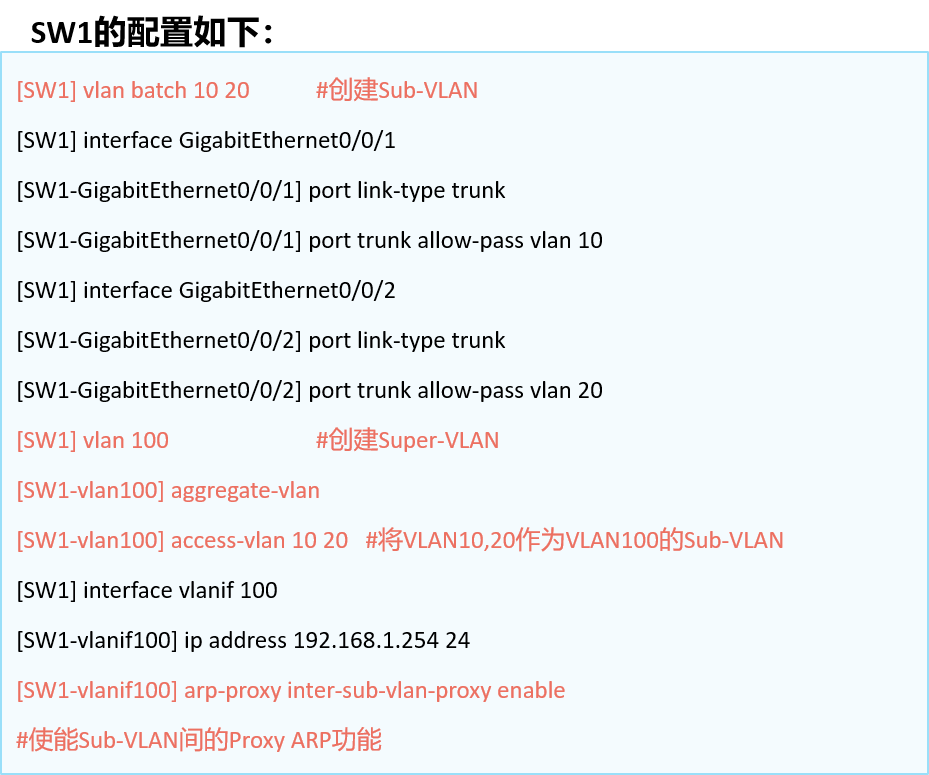 SW1的配置如下：
[SW1] vlan batch 10 20 #创建Sub-VLAN
[SW1] interface GigabitEthernet0/0/1
[SW1-GigabitEthernet0/0/1] port link-type trunk
[SW1-GigabitEthernet0/0/1] port trunk allow-pass vlan 10
[SW1] interface GigabitEthernet0/0/2
[SW1-GigabitEthernet0/0/2] port link-type trunk
[SW1-GigabitEthernet0/0/2] port trunk allow-pass vlan 20
[SW1] vlan 100 #创建Super-VLAN
[SW1-vlan100] aggregate-vlan
[SW1-vlan100] access-vlan 10 20 #将VLAN10,20作为VLAN100的Sub-VLAN
[SW1] interface vlanif 100
[SW1-vlanif100] ip address 192.168.1.254 24
[SW1-vlanif100] arp-proxy inter-sub-vlan-proxy enable
#使能Sub-VLAN间的Proxy ARP功能